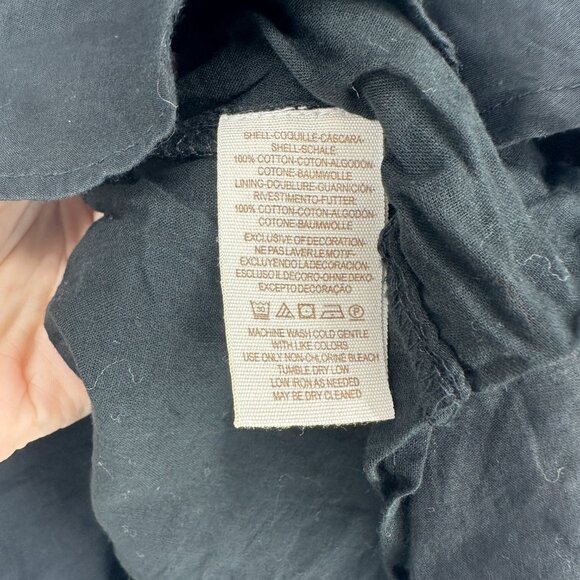 SHELL-COQUILLE-CÁSCARA-
SHELL-SCHALE
100% COTTON-COTON-ALGODÓN-
COTONE-BAUMWOLLE
LINING-DOUBLURE-GUARNICIÓN-
RIVESTIMENTO-FUTTER:
100% COTTON-COTON-ALGODÓN-
COTONE-BAUMWOLLE
EXCLUSIVE OF DECORATION-
NE PAS LAVER LE MOTIF-
EXCLUYENDO LA DECORACION-
ESCLUSO IL DECORO-OHNE DEKO-
EXCEPTO DECORAÇÃO
30 P
MACHINE WASH COLD GENTLE
WITH LIKE COLORS
USE ONLY NON-CHLORINE BLEACH
TUMBLE DRY LOW
LOW IRON AS NEEDED
MAY BE DRY CLEANED